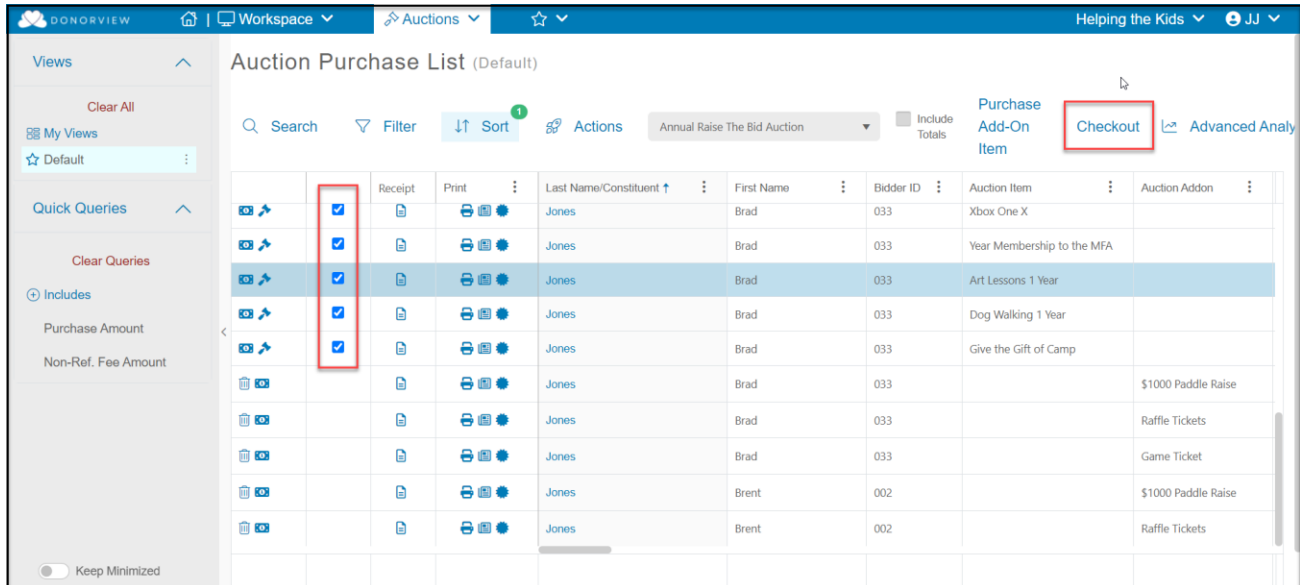 DONORVIEW Workspace Auctions Helping the Kids JJ
Views
Clear All
My Views
Default
Quick Queries
Clear Queries
Includes
Purchase Amount
Non-Ref. Fee Amount
Keep Minimized
Auction Purchase List (Default)
Search Filter Sort 1 Actions Annual Raise The Bid Auction Include Totals Purchase Add-On Item Checkout Advanced Analy
Receipt Print Last Name/Constituent First Name Bidder ID Auction Item Auction Addon
Jones Brad 033 Xbox One X
Jones Brad 033 Year Membership to the MFA
Jones Brad 033 Art Lessons 1 Year
Jones Brad 033 Dog Walking 1 Year
Jones Brad 033 Give the Gift of Camp
Jones Brad 033 $1000 Paddle Raise
Jones Brad 033 Raffle Tickets
Jones Brad 033 Game Ticket
Jones Brent 002 $1000 Paddle Raise
Jones Brent 002 Raffle Tickets